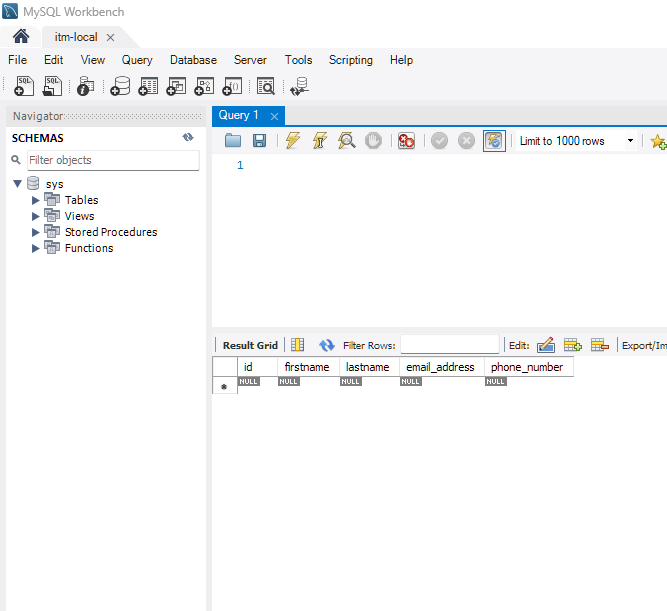 MySQL Workbench
itm-local
File Edit View Query Database Server Tools Scripting Help
SQL SQL
Navigator
Query 1
SCHEMAS
Limit to 1000 rows
Filter objects
1
sys
Tables
Views
Stored Procedures
Functions
Result Grid Filter Rows: Edit: Export/Im
id firstname lastname email_address phone_number
NULL NULL NULL NULL NULL